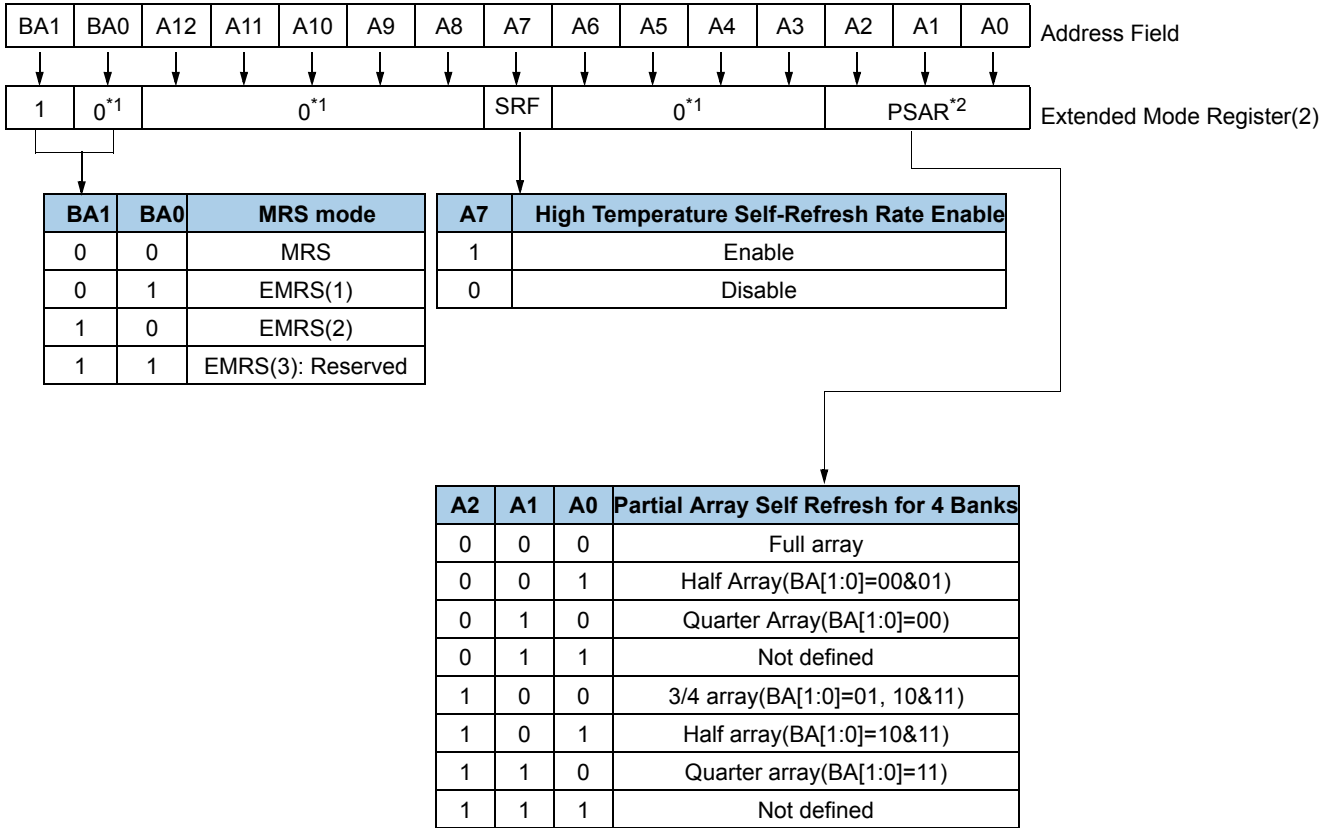 BA1 BA0 A12 A11 A10 A9 A8 A7 A6 A5 A4 A3 A2 A1 A0 Address Field
1 0*1 0*1 SRF 0*1 PSAR*2 Extended Mode Register(2)
BA1 BA0 MRS mode
0 0 MRS
0 1 EMRS(1)
1 0 EMRS(2)
1 1 EMRS(3): Reserved
A7 High Temperature Self-Refresh Rate Enable
1 Enable
0 Disable
A2 A1 A0 Partial Array Self Refresh for 4 Banks
0 0 0 Full array
0 0 1 Half Array(BA[1:0]=00&01)
0 1 0 Quarter Array(BA[1:0]=00)
0 1 1 Not defined
1 0 0 3/4 array(BA[1:0]=01, 10&11)
1 0 1 Half array(BA[1:0]=10&11)
1 1 0 Quarter array(BA[1:0]=11)
1 1 1 Not defined